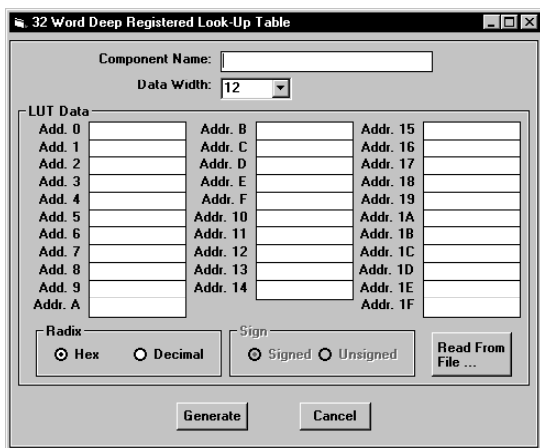 32 Word Deep Registered Look-Up Table
Component Name:
Data Width: 12
LUT Data
Add. 0 Addr. B Addr. 15
Add. 1 Addr. C Addr. 16
Add. 2 Addr. D Addr. 17
Add. 3 Addr. E Addr. 18
Add. 4 Addr. F Addr. 19
Add. 5 Addr. 10 Addr. 1A
Add. 6 Addr. 11 Addr. 1B
Add. 7 Addr. 12 Addr. 1C
Add. 8 Addr. 13 Addr. 1D
Add. 9 Addr. 14 Addr. 1E
Addr. A Addr. 1F
Radix Sign
Hex Decimal Signed Unsigned
Read From
File ...
Generate Cancel